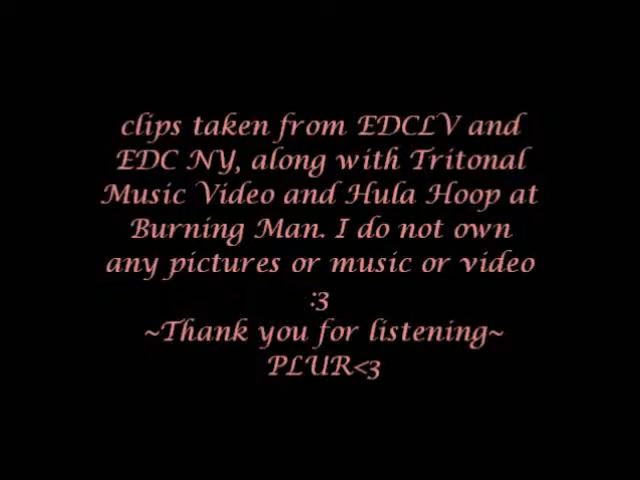 clips taken from EDCLV and
EDC NY, along with Tritonal
Music Video and Hula Hoop at
Burning Man. I do not own
any pictures or music or video
:3
~Thank you for listening~
PLUR<3